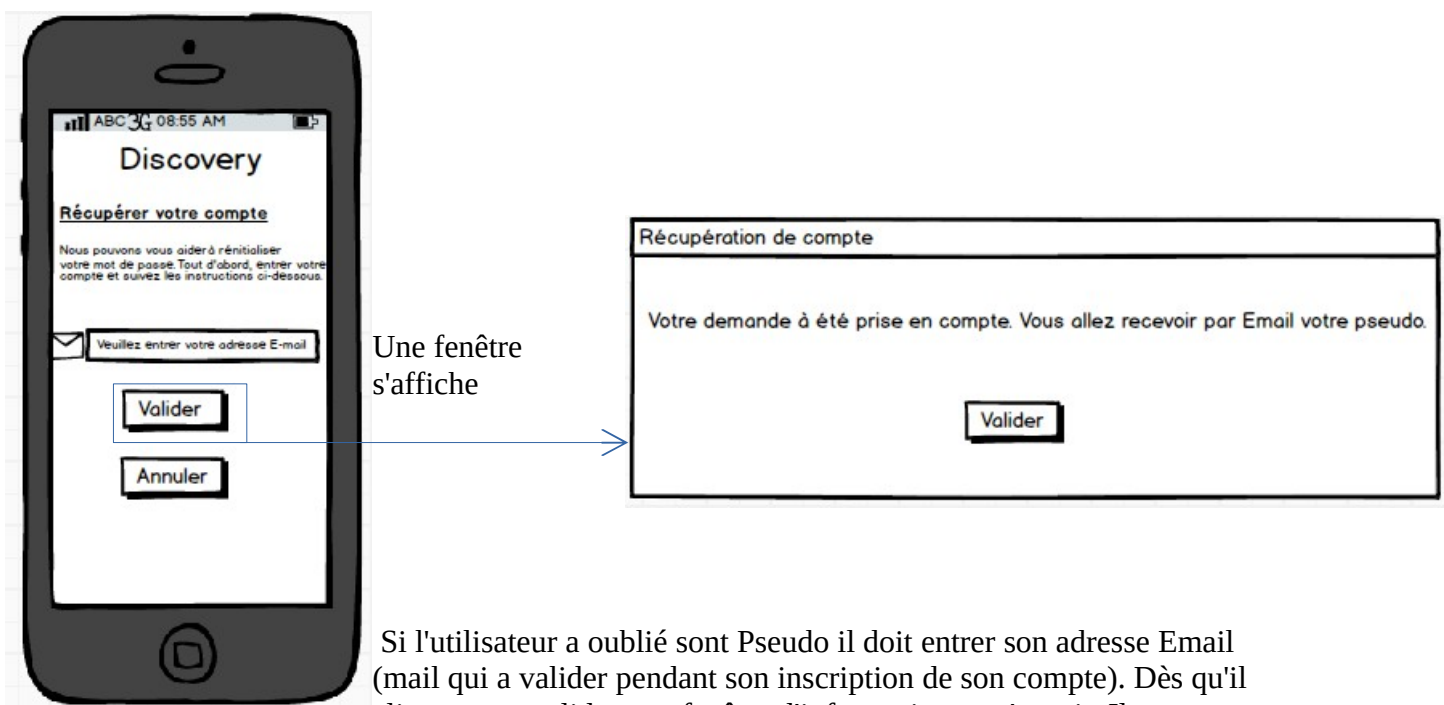 ABC 3G 08:55 AM
Discovery
Récupérer votre compte
Nous pouvons vous aider à rénitialiser
votre mot de passe. Tout d'abord, entrer votre
compte et suivez les instructions ci-dessous.
Veuillez entrer votre adresse E-mail
Valider
Annuler
Une fenêtre
s'affiche
Récupération de compte
Votre demande à été prise en compte. Vous allez recevoir par Email votre pseudo.
Valider
Si l'utilisateur a oublié sont Pseudo il doit entrer son adresse Email
(mail qui a valider pendant son inscription de son compte). Dès qu'il